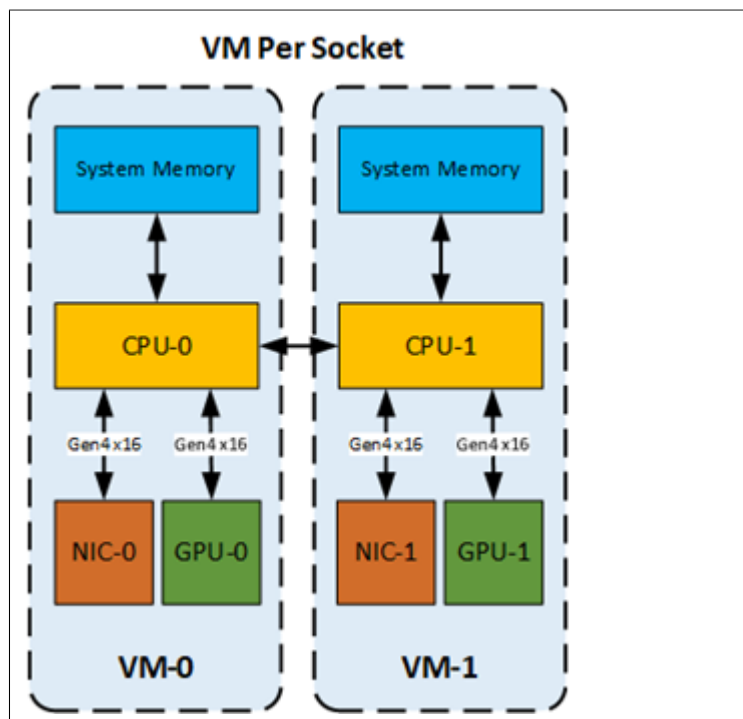 VM Per Socket
System Memory
System Memory
CPU-0
CPU-1
Gen4 x16
Gen4 x16
Gen4 x16
Gen4 x16
NIC-0
GPU-0
NIC-1
GPU-1
VM-0
VM-1